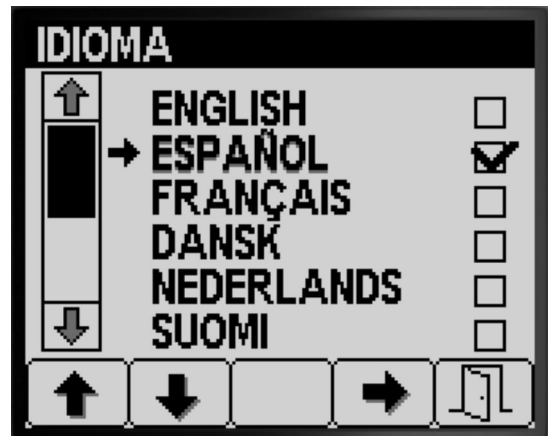 IDIOMA
ENGLISH
ESPAÑOL
FRANÇAIS
DANSK
NEDERLANDS
SUOMI